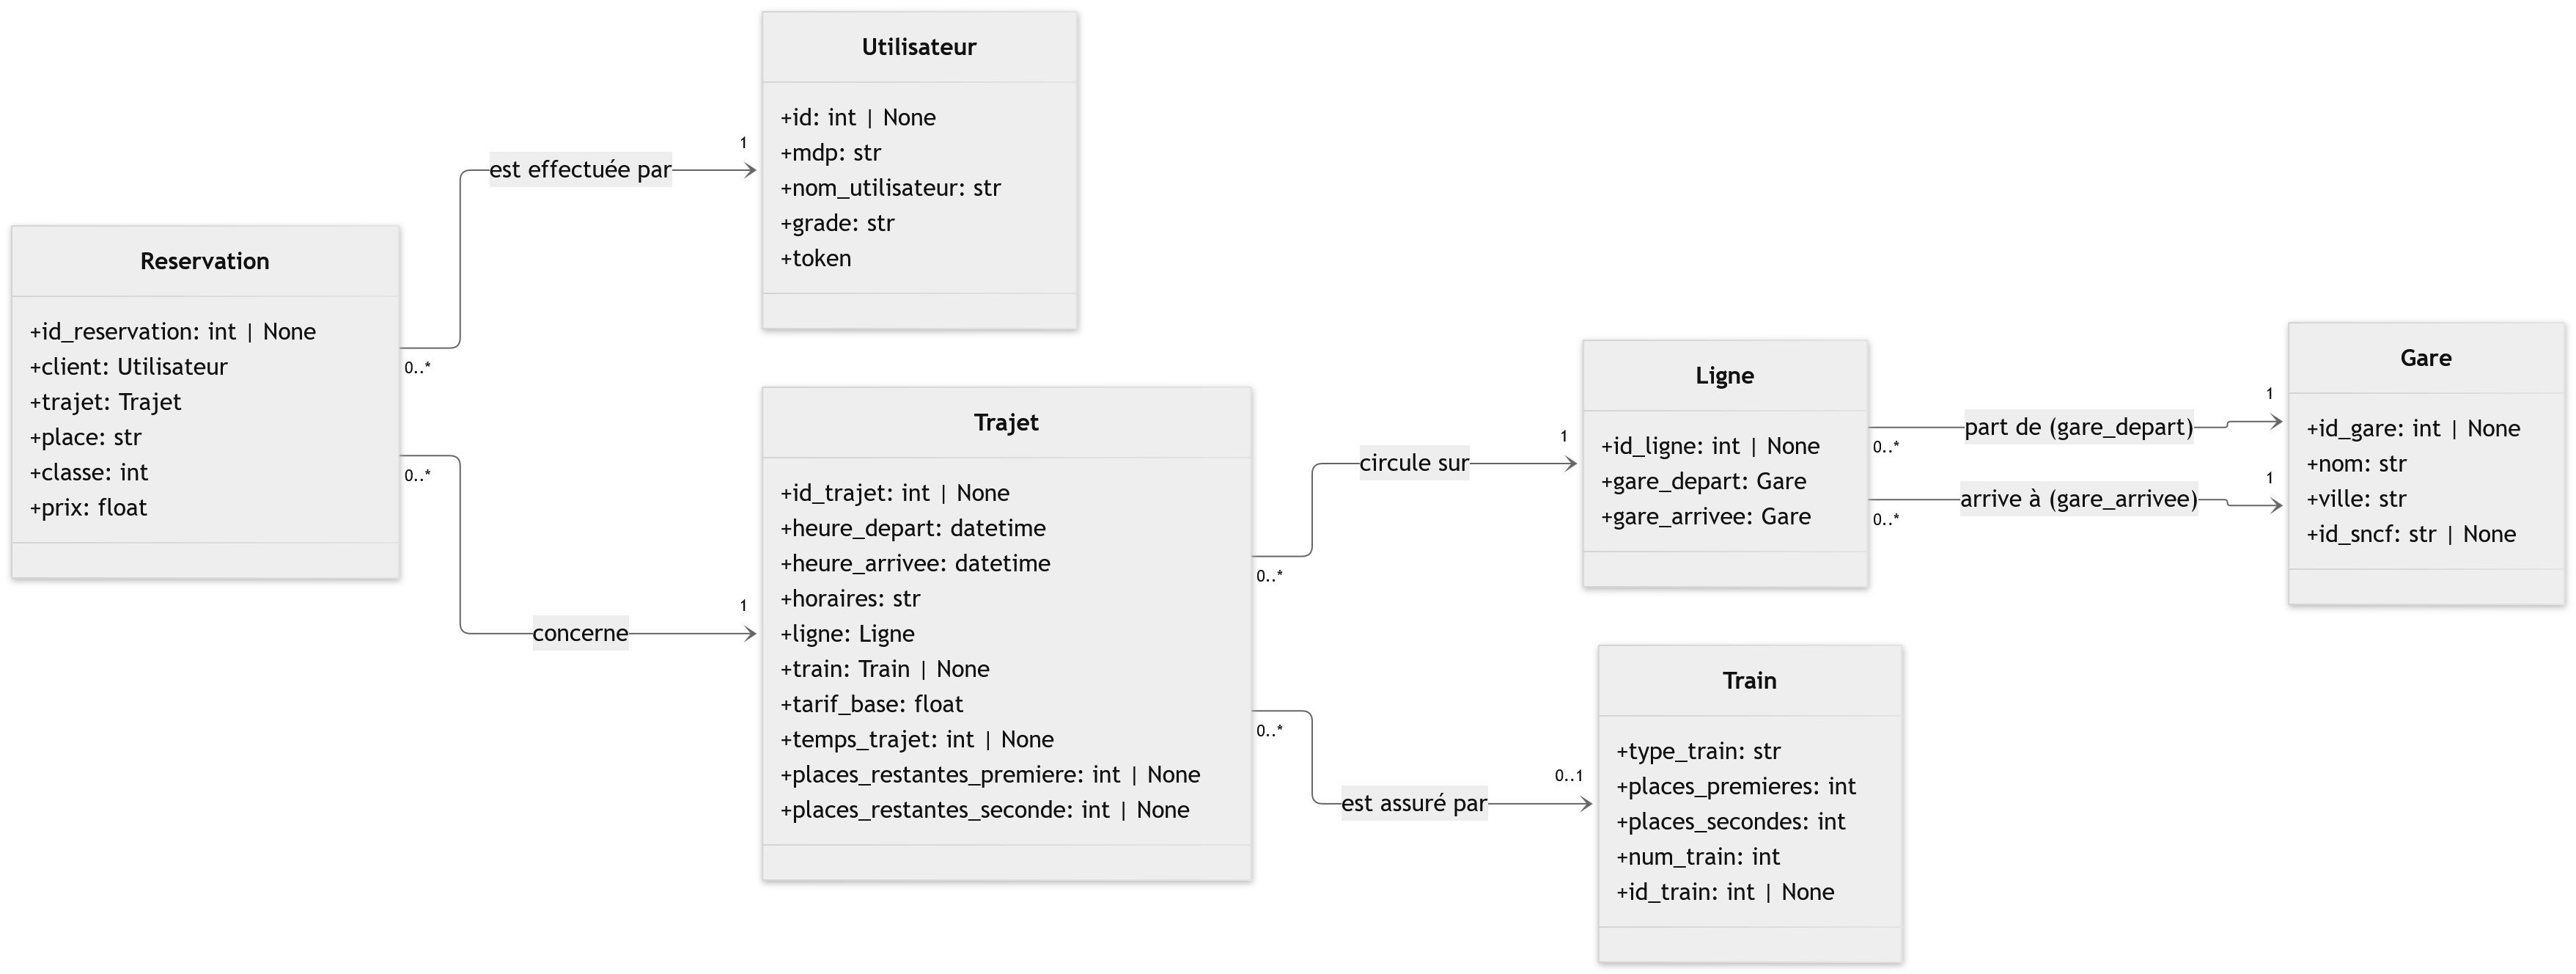 Utilisateur
+id: int | None
+mdp: str
+nom_utilisateur: str
+grade: str
+token
1
est effectuée par
0..*
Reservation
+id_reservation: int | None
+client: Utilisateur
+trajet: Trajet
+place: str
+classe: int
+prix: float
0..*
concerne
1
Trajet
+id_trajet: int | None
+heure_depart: datetime
+heure_arrivee: datetime
+horaires: str
+ligne: Ligne
+train: Train | None
+tarif_base: float
+temps_trajet: int | None
+places_restantes_premiere: int | None
+places_restantes_seconde: int | None
0..*
circule sur
1
0..*
est assuré par
0..1
Ligne
+id_ligne: int | None
+gare_depart: Gare
+gare_arrivee: Gare
0..*
part de (gare_depart)
1
0..*
arrive à (gare_arrivee)
1
Gare
+id_gare: int | None
+nom: str
+ville: str
+id_sncf: str | None
Train
+type_train: str
+places_premieres: int
+places_secondes: int
+num_train: int
+id_train: int | None